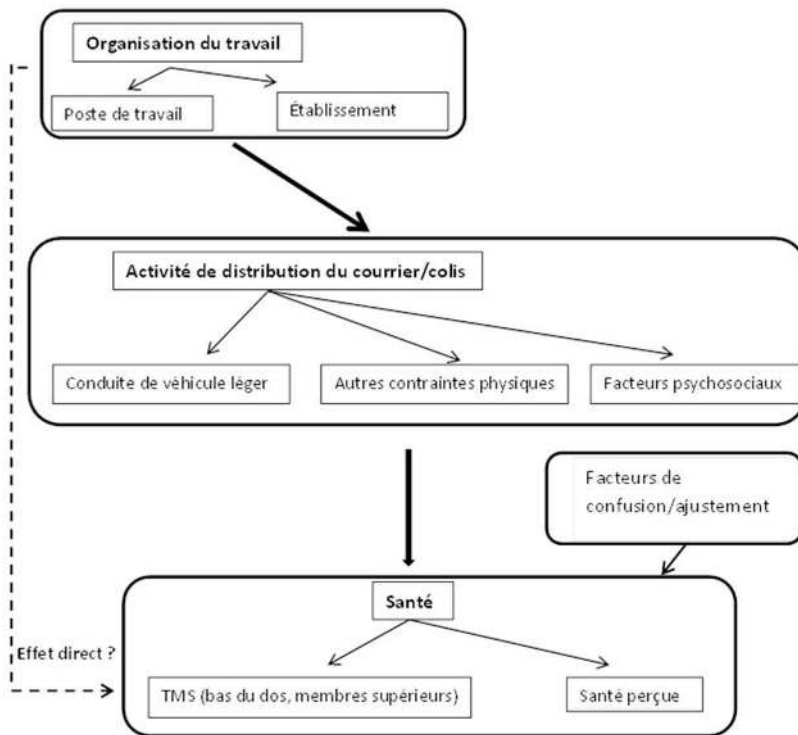 Organisation du travail
Poste de travail
Établissement
Activité de distribution du courrier/colis
Conduite de véhicule léger
Autres contraintes physiques
Facteurs psychosociaux
Facteurs de
confusion/ajustement
Santé
Effet direct ?
TMS (bas du dos, membres supérieurs)
Santé perçue